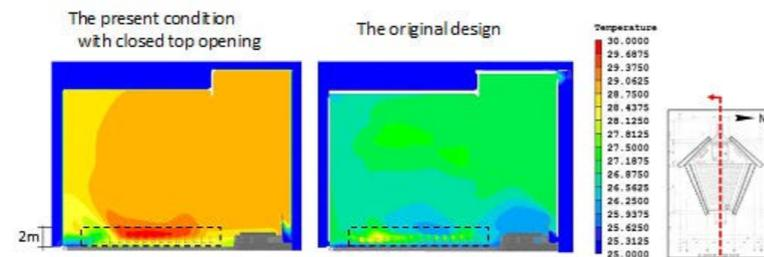 The present condition
with closed top opening
The original design
Temperature
30.0000
29.6875
29.3750
29.0625
28.7500
28.4375
28.1250
27.8125
27.5000
27.1875
26.8750
26.5625
26.2500
25.9375
25.6250
25.3125
25.0000
N
2m